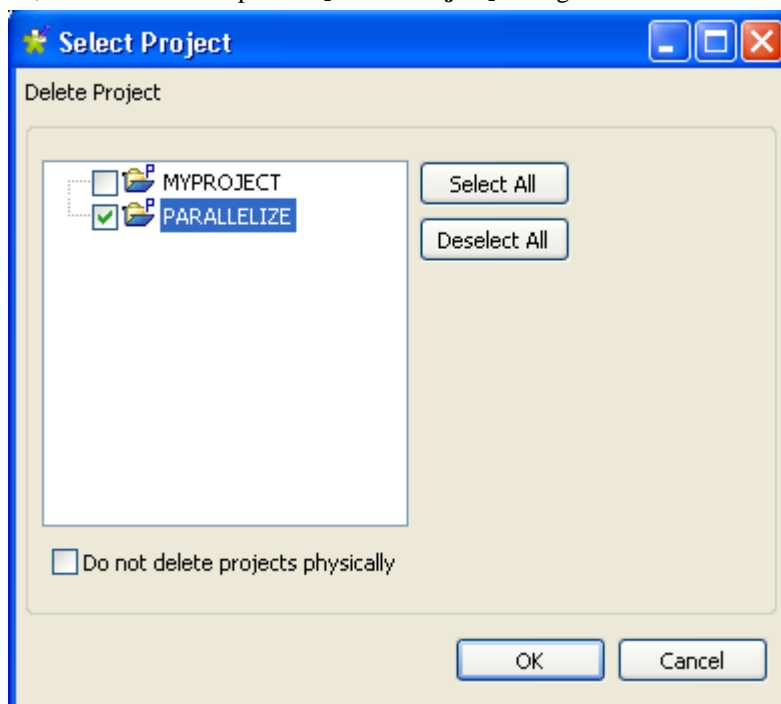 Select Project
Delete Project
MYPROJECT
PARALLELIZE
Select All
Deselect All
Do not delete projects physically
OK
Cancel